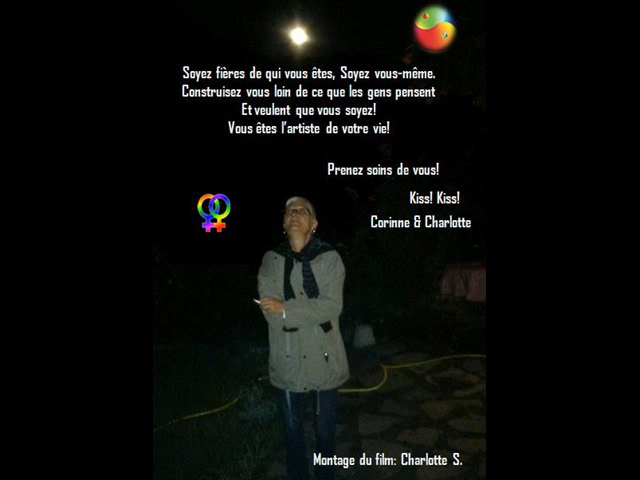 Soyez fières de qui vous êtes, Soyez vous-même.
Construisez vous loin de ce que les gens pensent
Et veulent que vous soyez!
Vous êtes l'artiste de votre vie!
Prenez soins de vous!
Kiss! Kiss!
Corinne & Charlotte
Montage du film: Charlotte S.